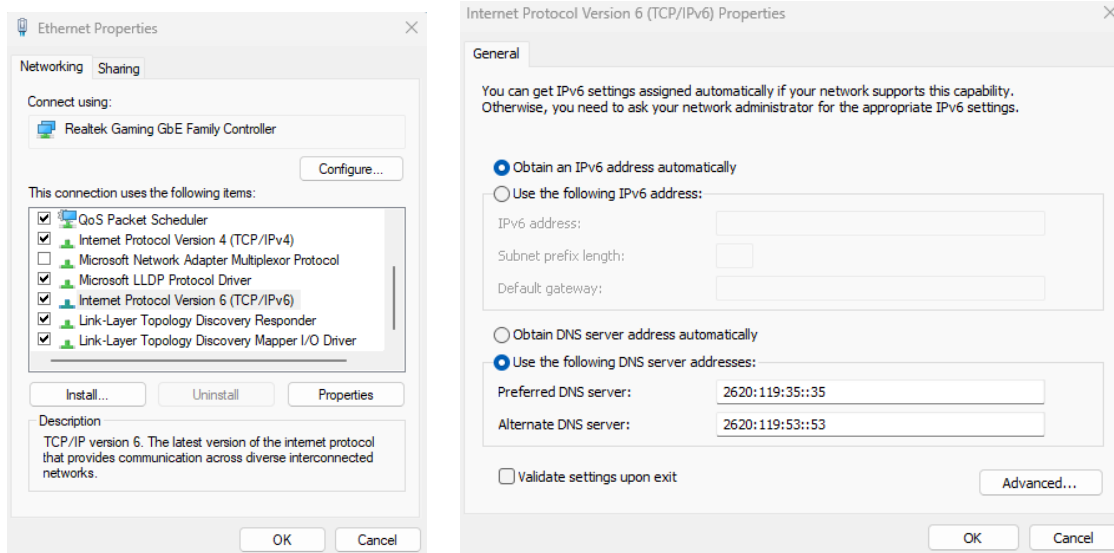 Ethernet Properties
Networking
Sharing
Connect using:
Realtek Gaming GbE Family Controller
Configure...
This connection uses the following items:
QoS Packet Scheduler
Internet Protocol Version 4 (TCP/IPv4)
Microsoft Network Adapter Multiplexor Protocol
Microsoft LLDP Protocol Driver
Internet Protocol Version 6 (TCP/IPv6)
Link-Layer Topology Discovery Responder
Link-Layer Topology Discovery Mapper I/O Driver
Install...
Uninstall
Properties
Description
TCP/IP version 6. The latest version of the internet protocol
that provides communication across diverse interconnected
networks.
OK
Cancel
Internet Protocol Version 6 (TCP/IPv6) Properties
General
You can get IPv6 settings assigned automatically if your network supports this capability.
Otherwise, you need to ask your network administrator for the appropriate IPv6 settings.
Obtain an IPv6 address automatically
Use the following IPv6 address:
IPv6 address:
Subnet prefix length:
Default gateway:
Obtain DNS server address automatically
Use the following DNS server addresses:
Preferred DNS server:
2620:119:35::35
Alternate DNS server:
2620:119:53::53
Validate settings upon exit
Advanced...
OK
Cancel